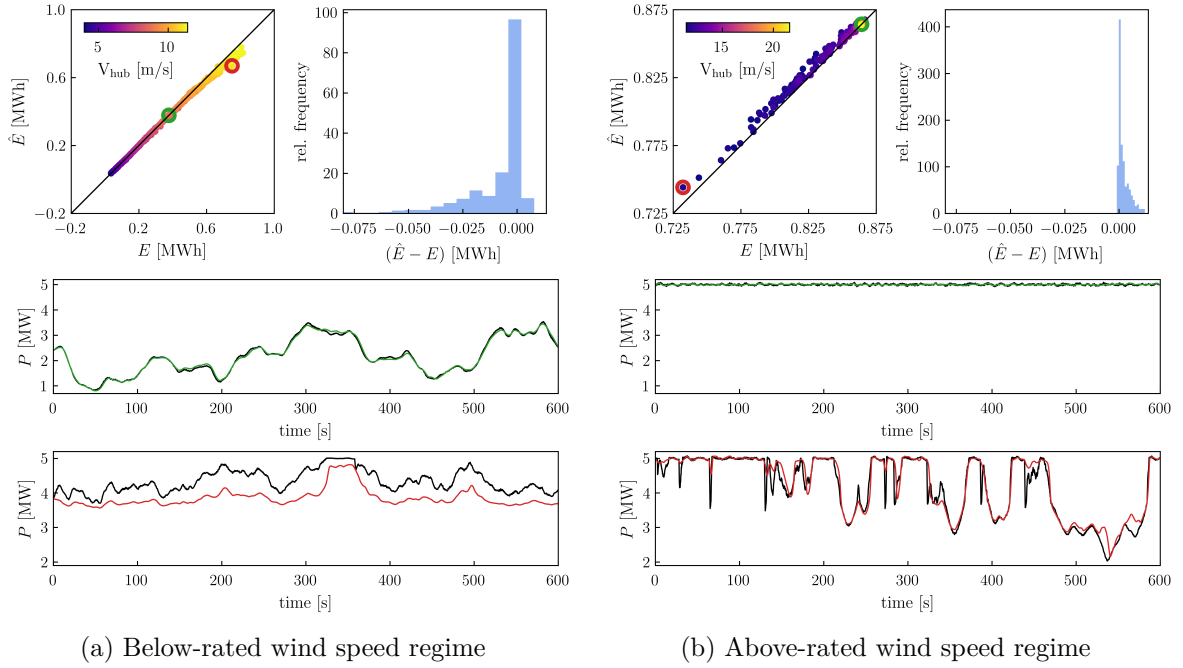 1.0
0.6
0.2
−0.2
Ê [MWh]
4 10
V_hub [m/s]
−0.2 0.2 0.6 1.0
E [MWh]
100
80
60
40
20
0
rel. frequency
−0.075 −0.050 −0.025 0.000
(Ê − E) [MWh]
0.875
0.825
0.775
0.725
Ê [MWh]
15 20
V_hub [m/s]
0.725 0.775 0.825 0.875
E [MWh]
400
300
200
100
0
rel. frequency
−0.075 −0.050 −0.025 0.000
(Ê − E) [MWh]
5
4
3
2
1
P [MW]
0 100 200 300 400 500 600
time [s]
5
4
3
2
1
P [MW]
0 100 200 300 400 500 600
time [s]
5
4
3
2
P [MW]
0 100 200 300 400 500 600
time [s]
5
4
3
2
P [MW]
0 100 200 300 400 500 600
time [s]
(a) Below-rated wind speed regime
(b) Above-rated wind speed regime